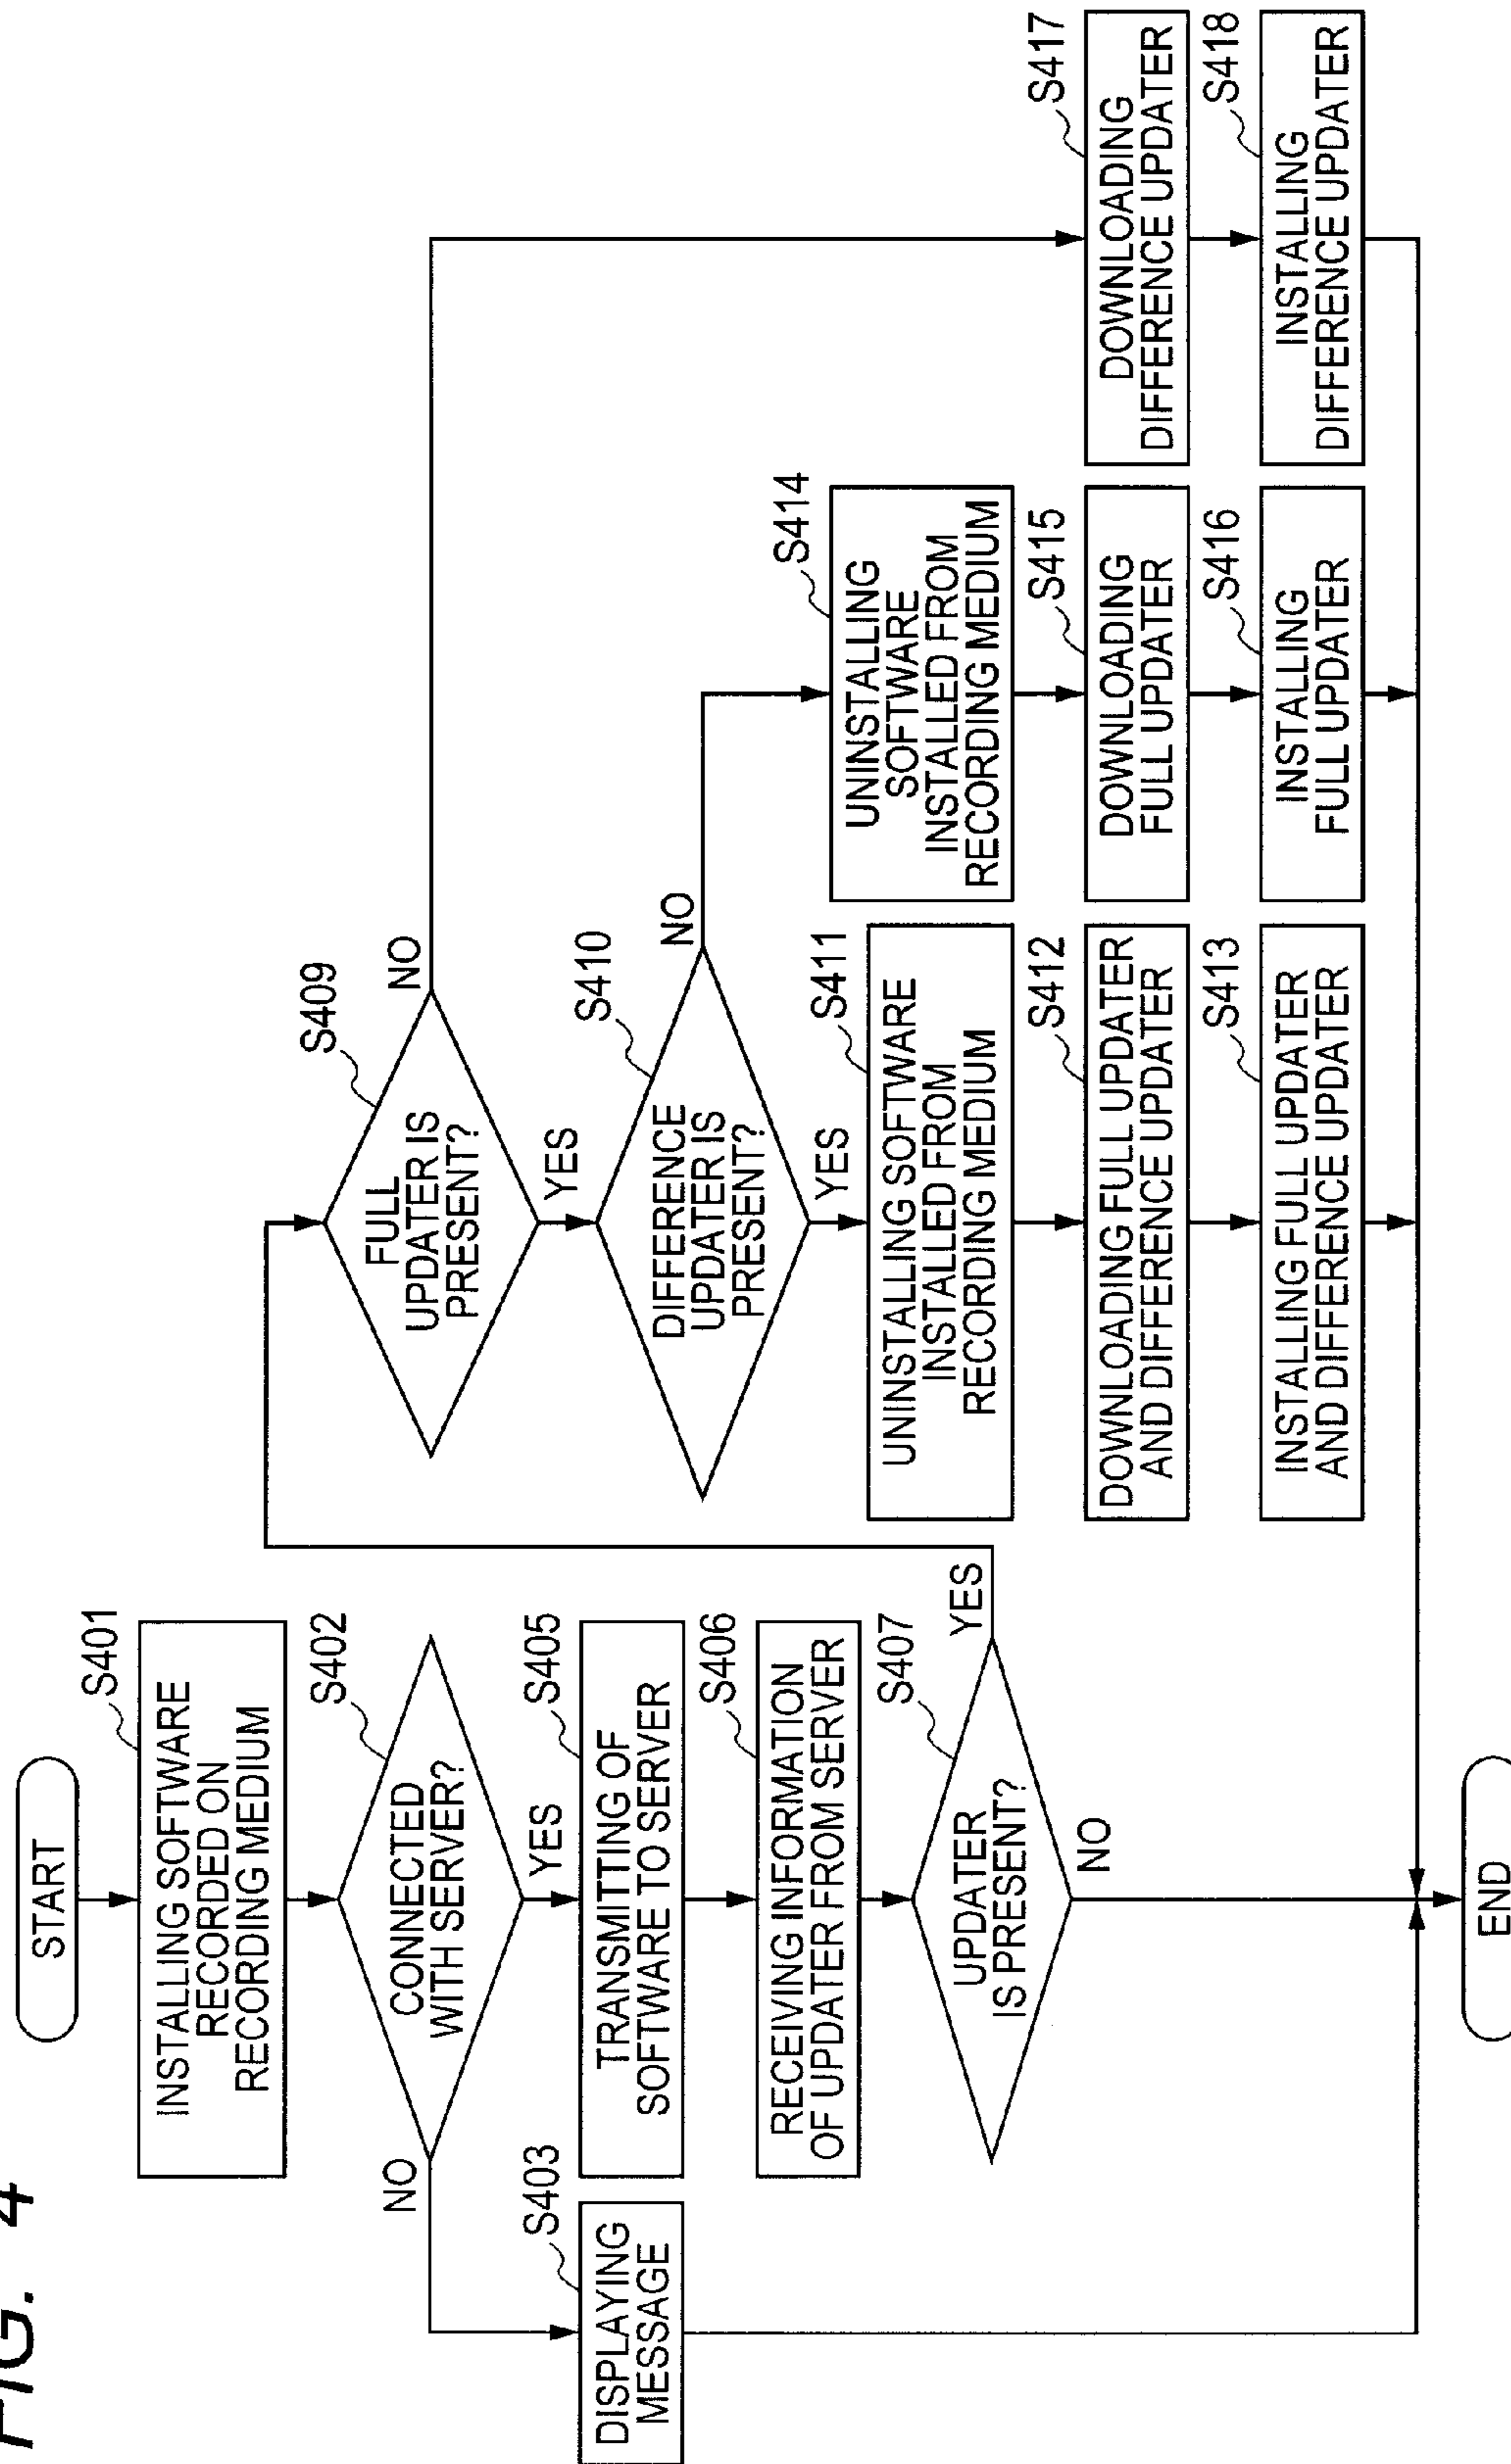 FIG. 4
START
S401
INSTALLING SOFTWARE
RECORDED ON
RECORDING MEDIUM
S402
CONNECTED
WITH SERVER?
NO
YES
S403
DISPLAYING
MESSAGE
S405
TRANSMITTING OF
SOFTWARE TO SERVER
S406
RECEIVING INFORMATION
OF UPDATER FROM SERVER
S407
UPDATER
IS PRESENT?
YES
NO
S409
FULL
UPDATER IS
PRESENT?
NO
YES
S410
DIFFERENCE
UPDATER IS
PRESENT?
NO
YES
S411
UNINSTALLING SOFTWARE
INSTALLED FROM
RECORDING MEDIUM
S412
DOWNLOADING FULL UPDATER
AND DIFFERENCE UPDATER
S413
INSTALLING FULL UPDATER
AND DIFFERENCE UPDATER
S414
UNINSTALLING
SOFTWARE
INSTALLED FROM
RECORDING MEDIUM
S415
DOWNLOADING
FULL UPDATER
S416
INSTALLING
FULL UPDATER
S417
DOWNLOADING
DIFFERENCE UPDATER
S418
INSTALLING
DIFFERENCE UPDATER
END